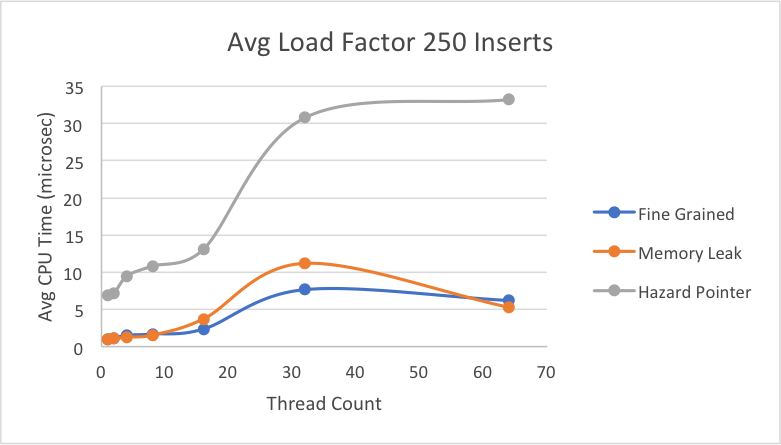 Avg Load Factor 250 Inserts
35
30
25
20
15
10
5
0
Avg CPU Time (microsec)
0 10 20 30 40 50 60 70
Thread Count
Fine Grained
Memory Leak
Hazard Pointer